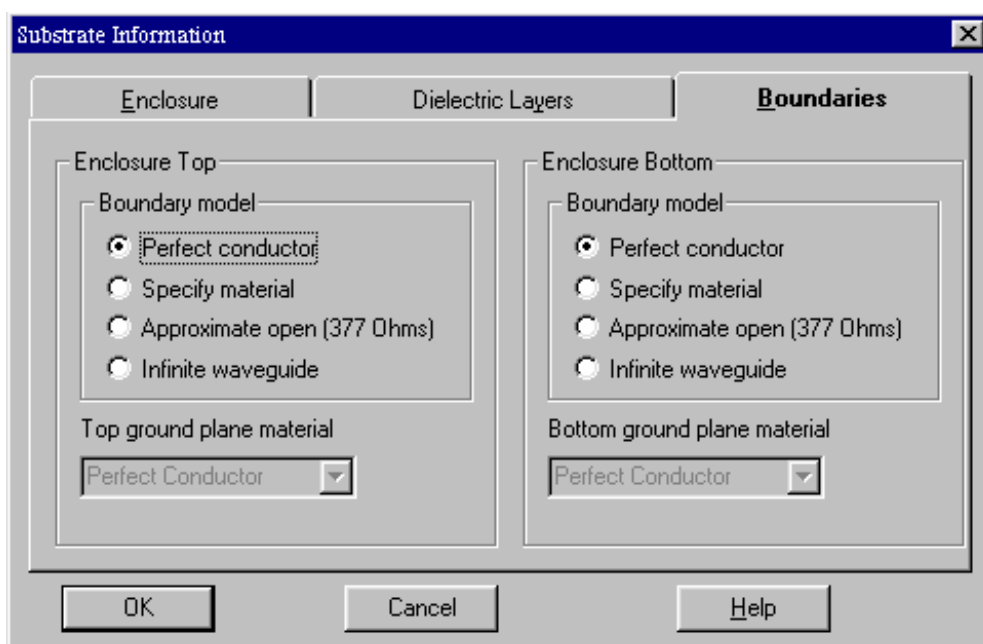 Substrate Information
Enclosure
Dielectric Layers
Boundaries
Enclosure Top
Boundary model
Perfect conductor
Specify material
Approximate open (377 Ohms)
Infinite waveguide
Top ground plane material
Perfect Conductor
Enclosure Bottom
Boundary model
Perfect conductor
Specify material
Approximate open (377 Ohms)
Infinite waveguide
Bottom ground plane material
Perfect Conductor
OK
Cancel
Help